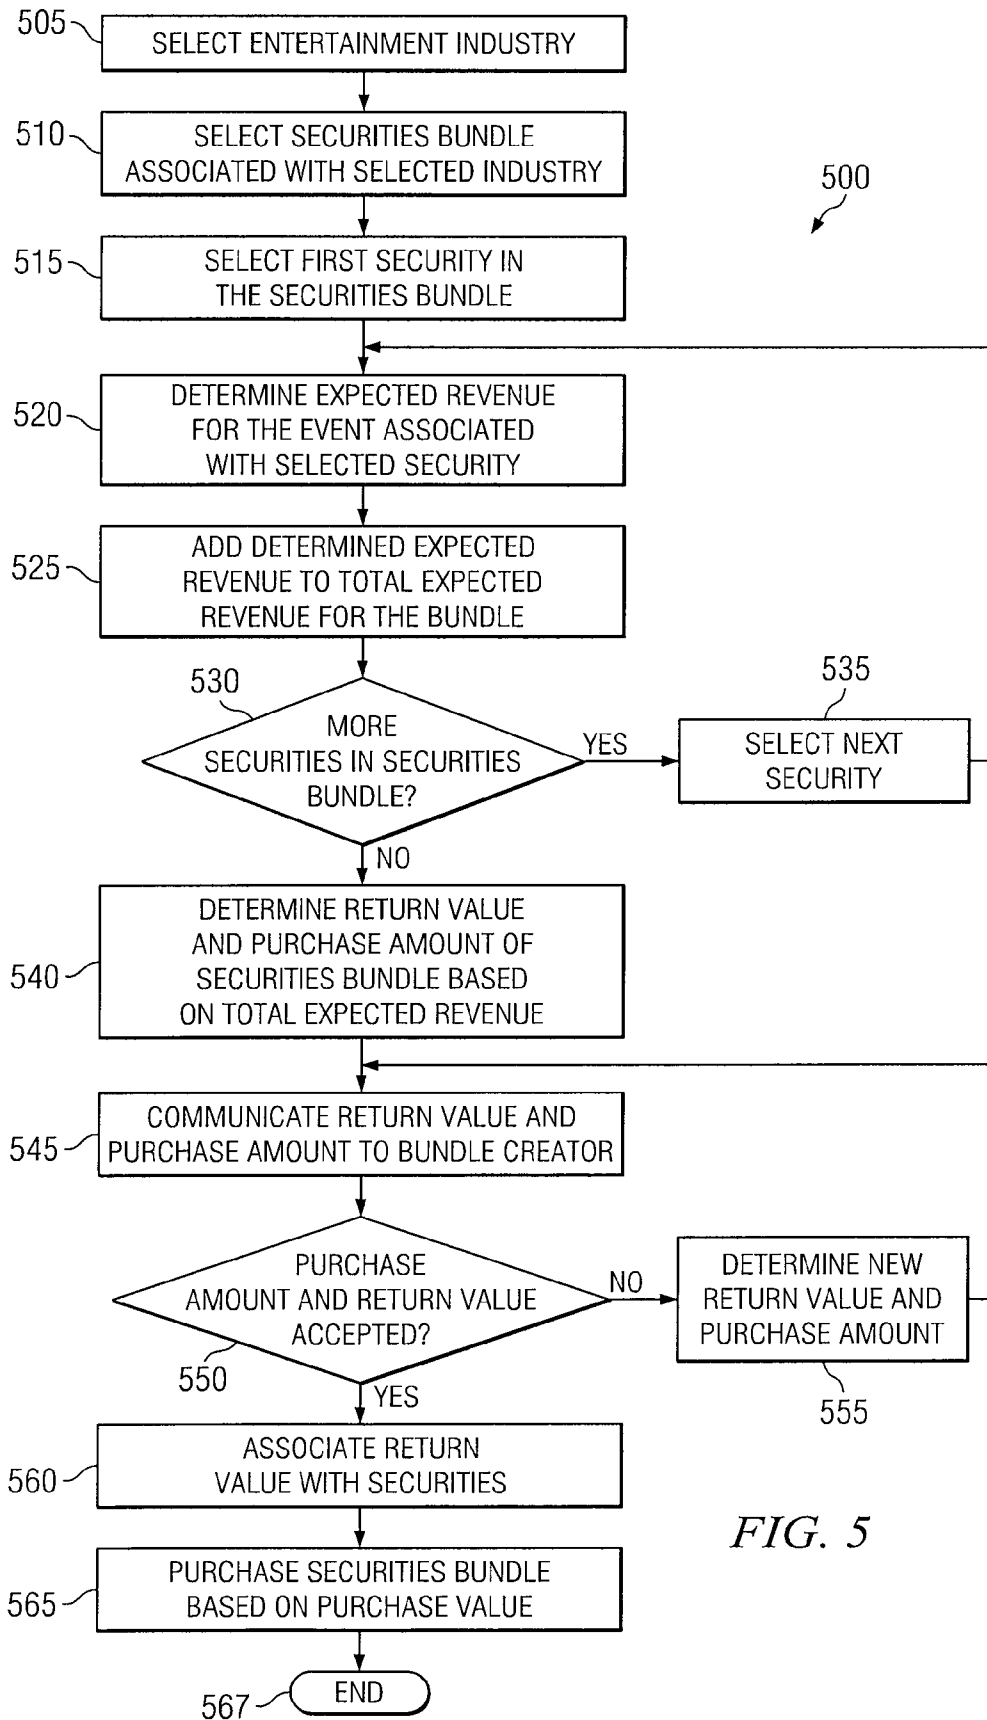 505
SELECT ENTERTAINMENT INDUSTRY
510
SELECT SECURITIES BUNDLE
ASSOCIATED WITH SELECTED INDUSTRY
500
515
SELECT FIRST SECURITY IN
THE SECURITIES BUNDLE
520
DETERMINE EXPECTED REVENUE
FOR THE EVENT ASSOCIATED
WITH SELECTED SECURITY
525
ADD DETERMINED EXPECTED
REVENUE TO TOTAL EXPECTED
REVENUE FOR THE BUNDLE
530
MORE
SECURITIES IN SECURITIES
BUNDLE?
YES
535
SELECT NEXT
SECURITY
NO
540
DETERMINE RETURN VALUE
AND PURCHASE AMOUNT OF
SECURITIES BUNDLE BASED
ON TOTAL EXPECTED REVENUE
545
COMMUNICATE RETURN VALUE AND
PURCHASE AMOUNT TO BUNDLE CREATOR
PURCHASE
AMOUNT AND RETURN VALUE
ACCEPTED?
550
NO
DETERMINE NEW
RETURN VALUE AND
PURCHASE AMOUNT
555
YES
560
ASSOCIATE RETURN
VALUE WITH SECURITIES
565
PURCHASE SECURITIES BUNDLE
BASED ON PURCHASE VALUE
567
END
FIG. 5